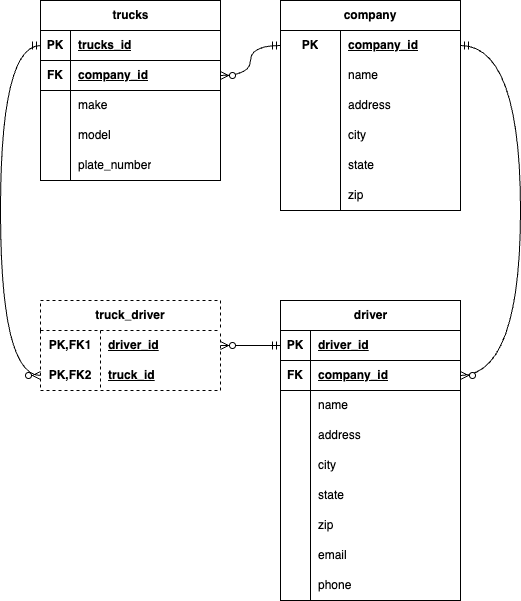 trucks
PK trucks_id
FK company_id
make
model
plate_number
company
PK company_id
name
address
city
state
zip
truck_driver
PK,FK1 driver_id
PK,FK2 truck_id
driver
PK driver_id
FK company_id
name
address
city
state
zip
email
phone